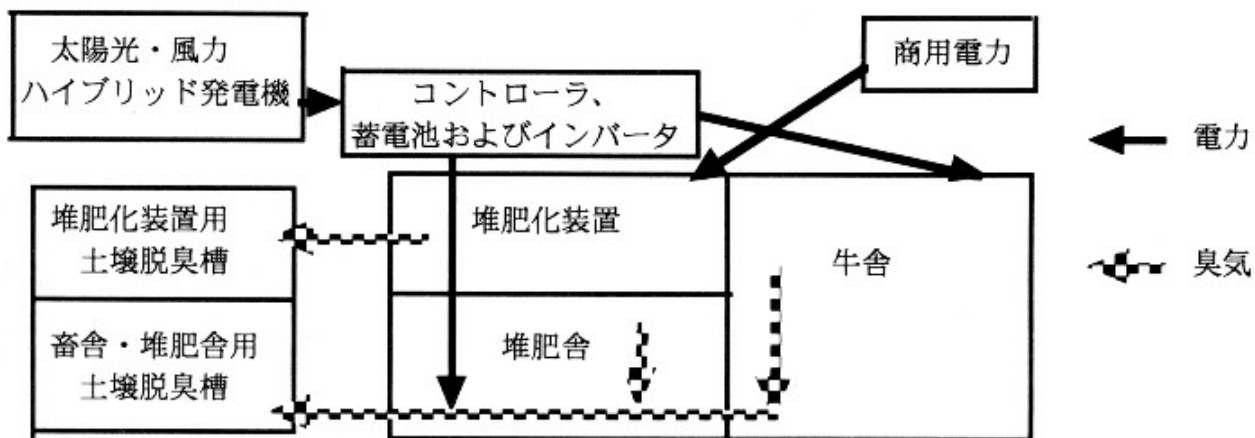 太陽光・風力
ハイブリッド発電機
コントローラ、
蓄電池およびインバータ
商用電力
電力
堆肥化装置用
土壌脱臭槽
堆肥化装置
牛舎
臭気
畜舎・堆肥舎用
土壌脱臭槽
堆肥舎